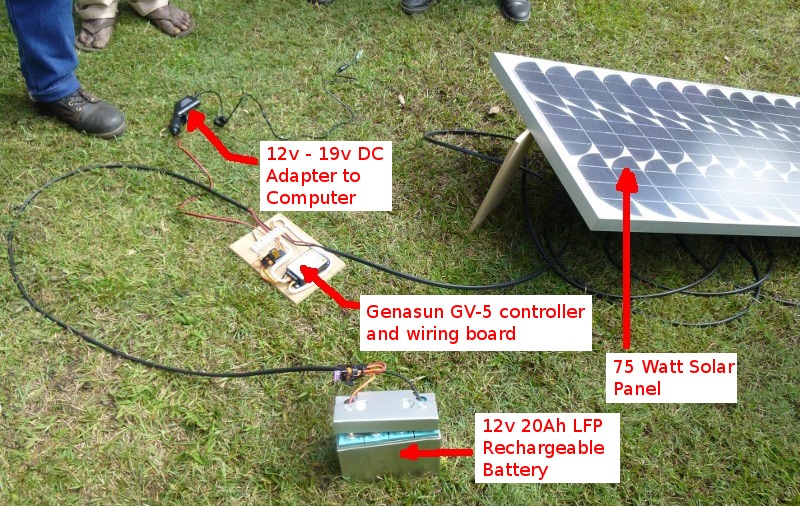 12v - 19v DC
Adapter to
Computer
Genasun GV-5 controller
and wiring board
75 Watt Solar
Panel
12v 20Ah LFP
Rechargeable
Battery